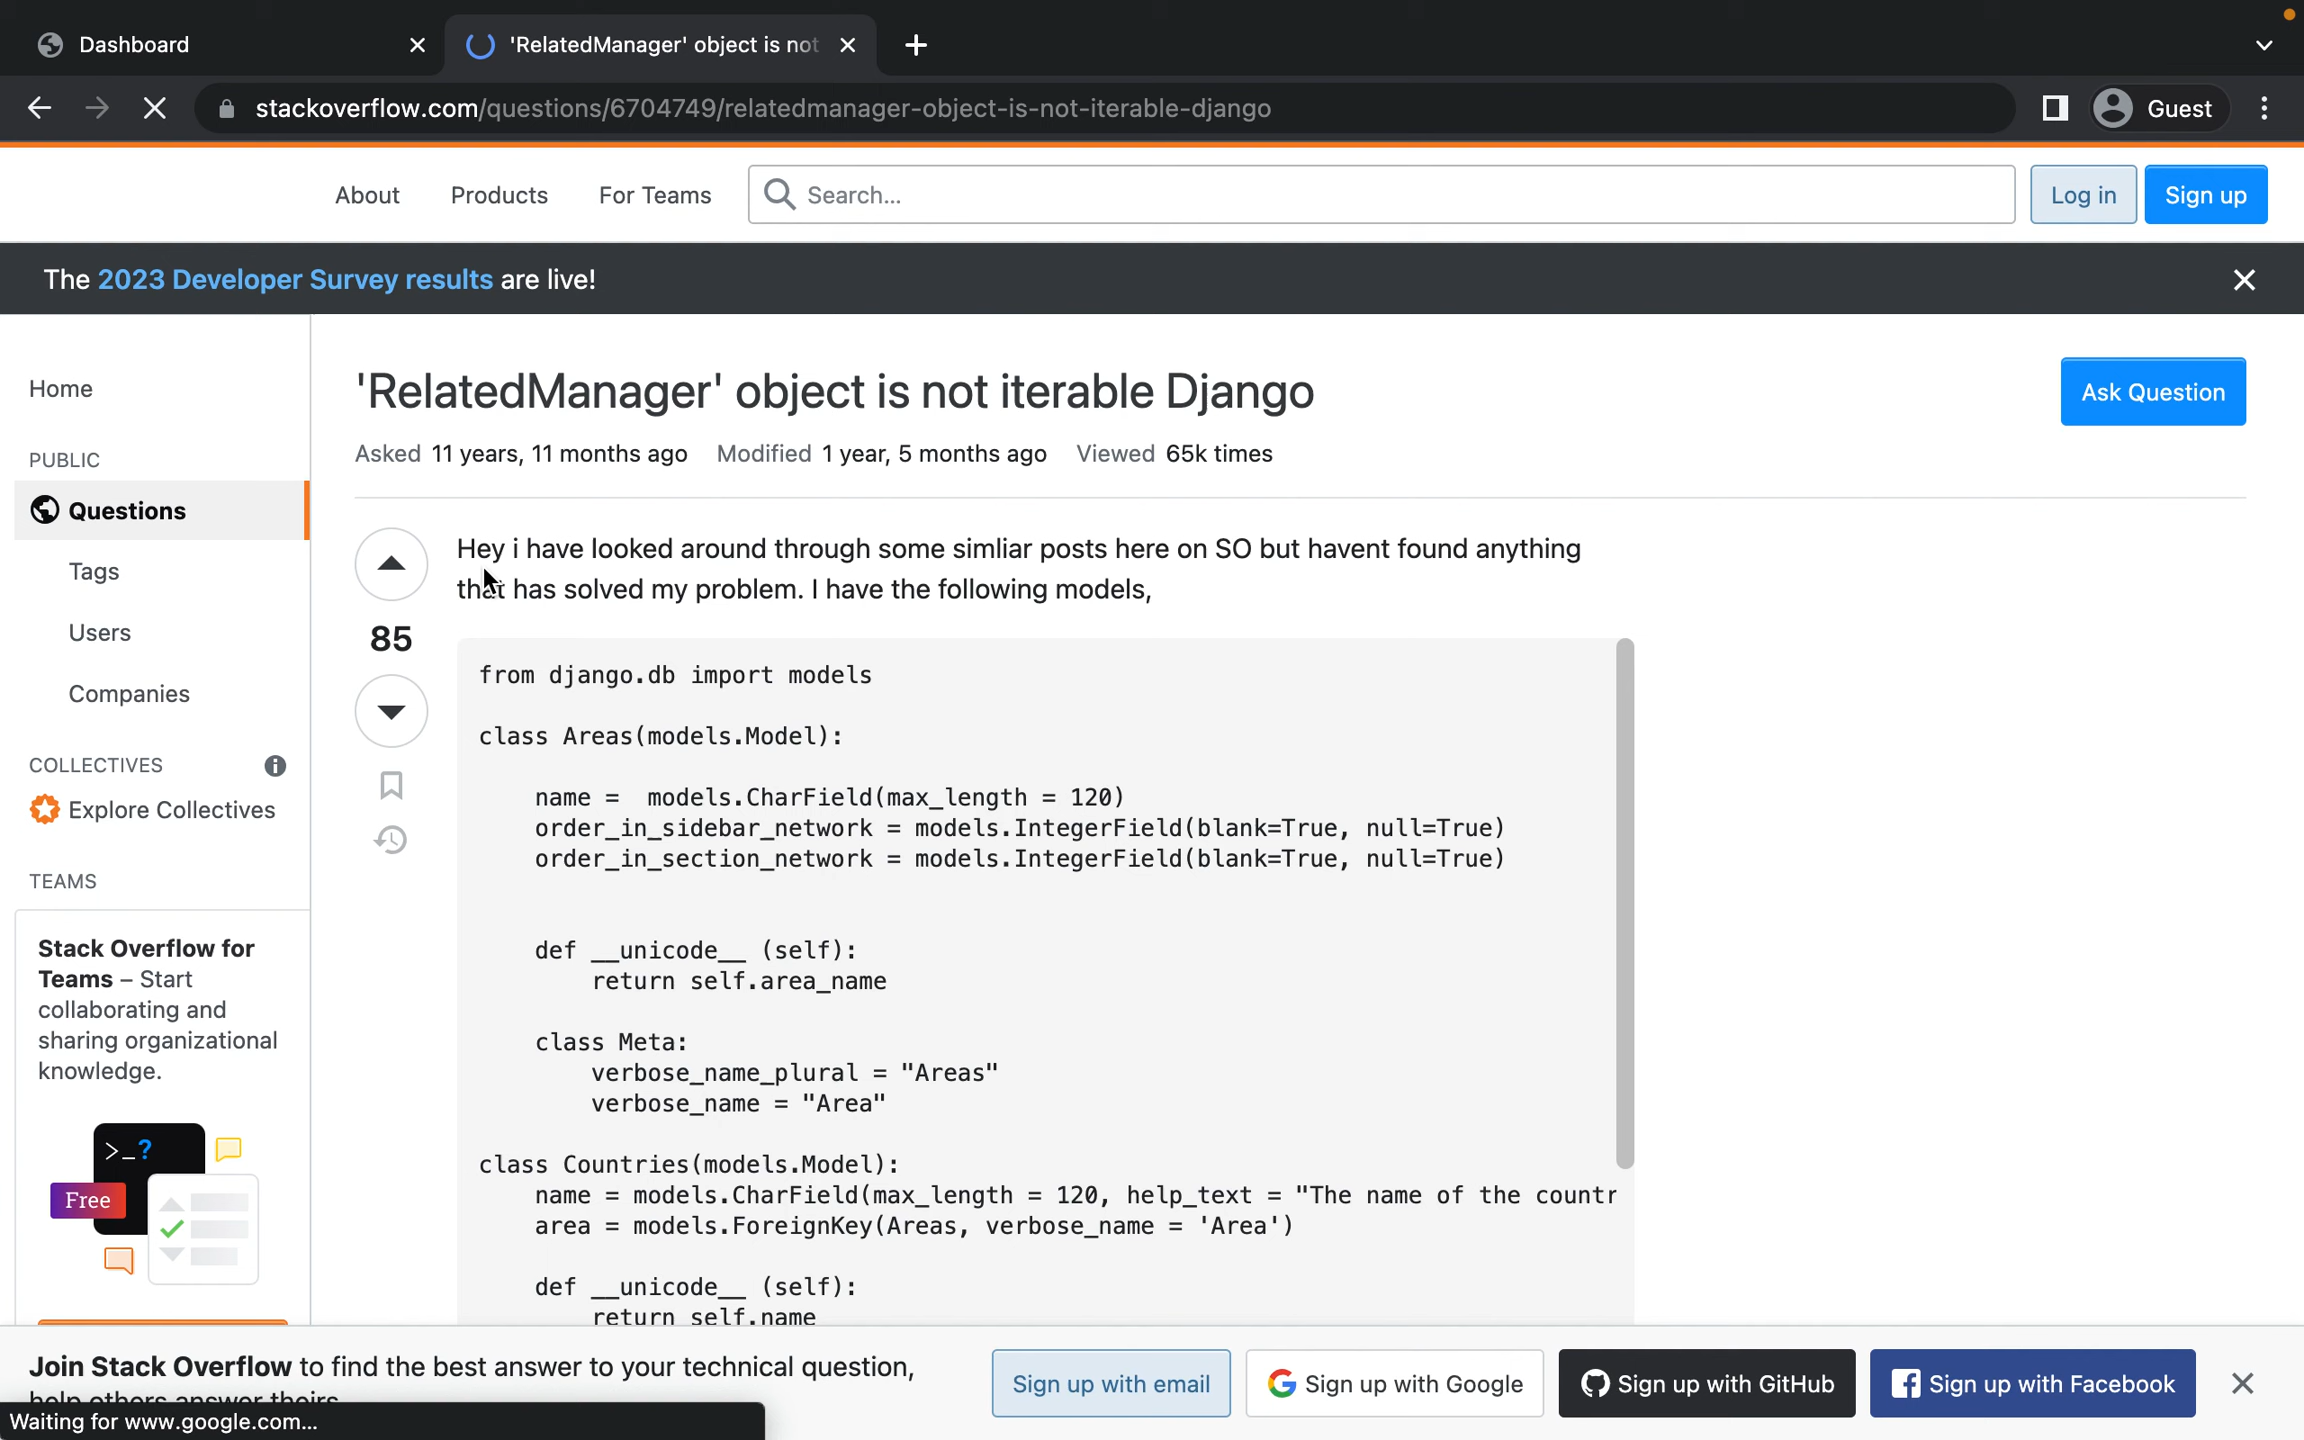 Dashboard
'RelatedManager' object is not
stackoverflow.com/questions/6704749/relatedmanager-object-is-not-iterable-django
Guest
About Products For Teams
Search...
Log in
Sign up
The 2023 Developer Survey results are live!
Home
PUBLIC
Questions
Tags
Users
Companies
COLLECTIVES
Explore Collectives
TEAMS
Stack Overflow for
Teams – Start
collaborating and
sharing organizational
knowledge.
>_?
Free
'RelatedManager' object is not iterable Django
Ask Question
Asked 11 years, 11 months ago Modified 1 year, 5 months ago Viewed 65k times
85
Hey i have looked around through some simliar posts here on SO but havent found anything
that has solved my problem. I have the following models,
from django.db import models
class Areas(models.Model):
name =  models.CharField(max_length = 120)
order_in_sidebar_network = models.IntegerField(blank=True, null=True)
order_in_section_network = models.IntegerField(blank=True, null=True)
def __unicode__ (self):
return self.area_name
class Meta:
verbose_name_plural = "Areas"
verbose_name = "Area"
class Countries(models.Model):
name = models.CharField(max_length = 120, help_text = "The name of the countr
area = models.ForeignKey(Areas, verbose_name = 'Area')
def __unicode__ (self):
return self.name
Join Stack Overflow to find the best answer to your technical question,
help others answer theirs.
Sign up with email
Sign up with Google
Sign up with GitHub
Sign up with Facebook
Waiting for www.google.com...